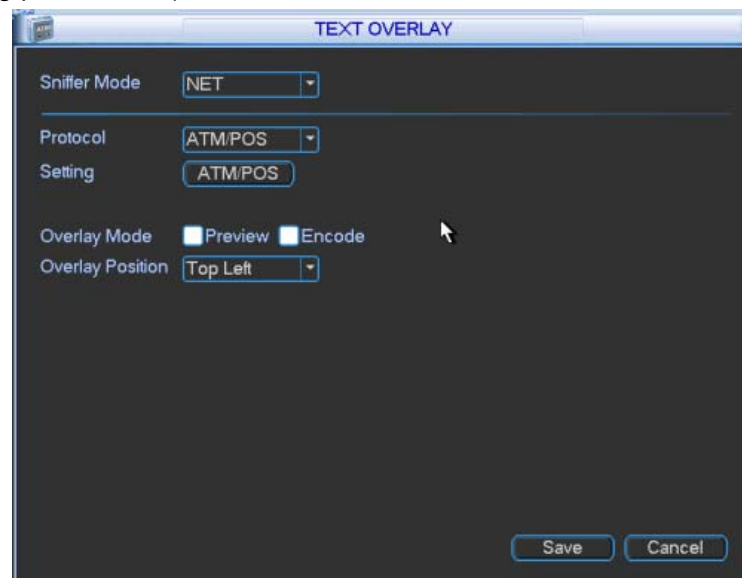 TEXT OVERLAY
Sniffer Mode NET
Protocol ATM/POS
Setting ATM/POS
Overlay Mode Preview Encode
Overlay Position Top Left
Save Cancel